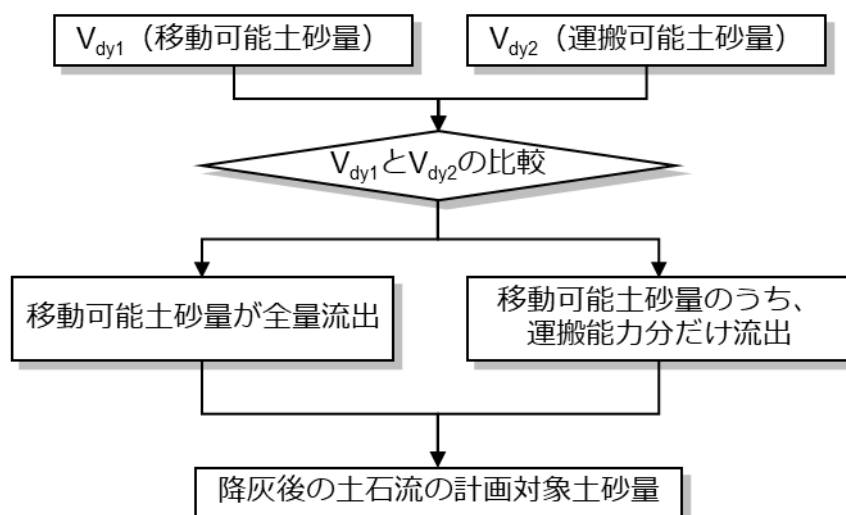 Vdy1（移動可能土砂量）
Vdy2（運搬可能土砂量）
Vdy1とVdy2の比較
移動可能土砂量が全量流出
移動可能土砂量のうち、
運搬能力分だけ流出
降灰後の土石流の計画対象土砂量